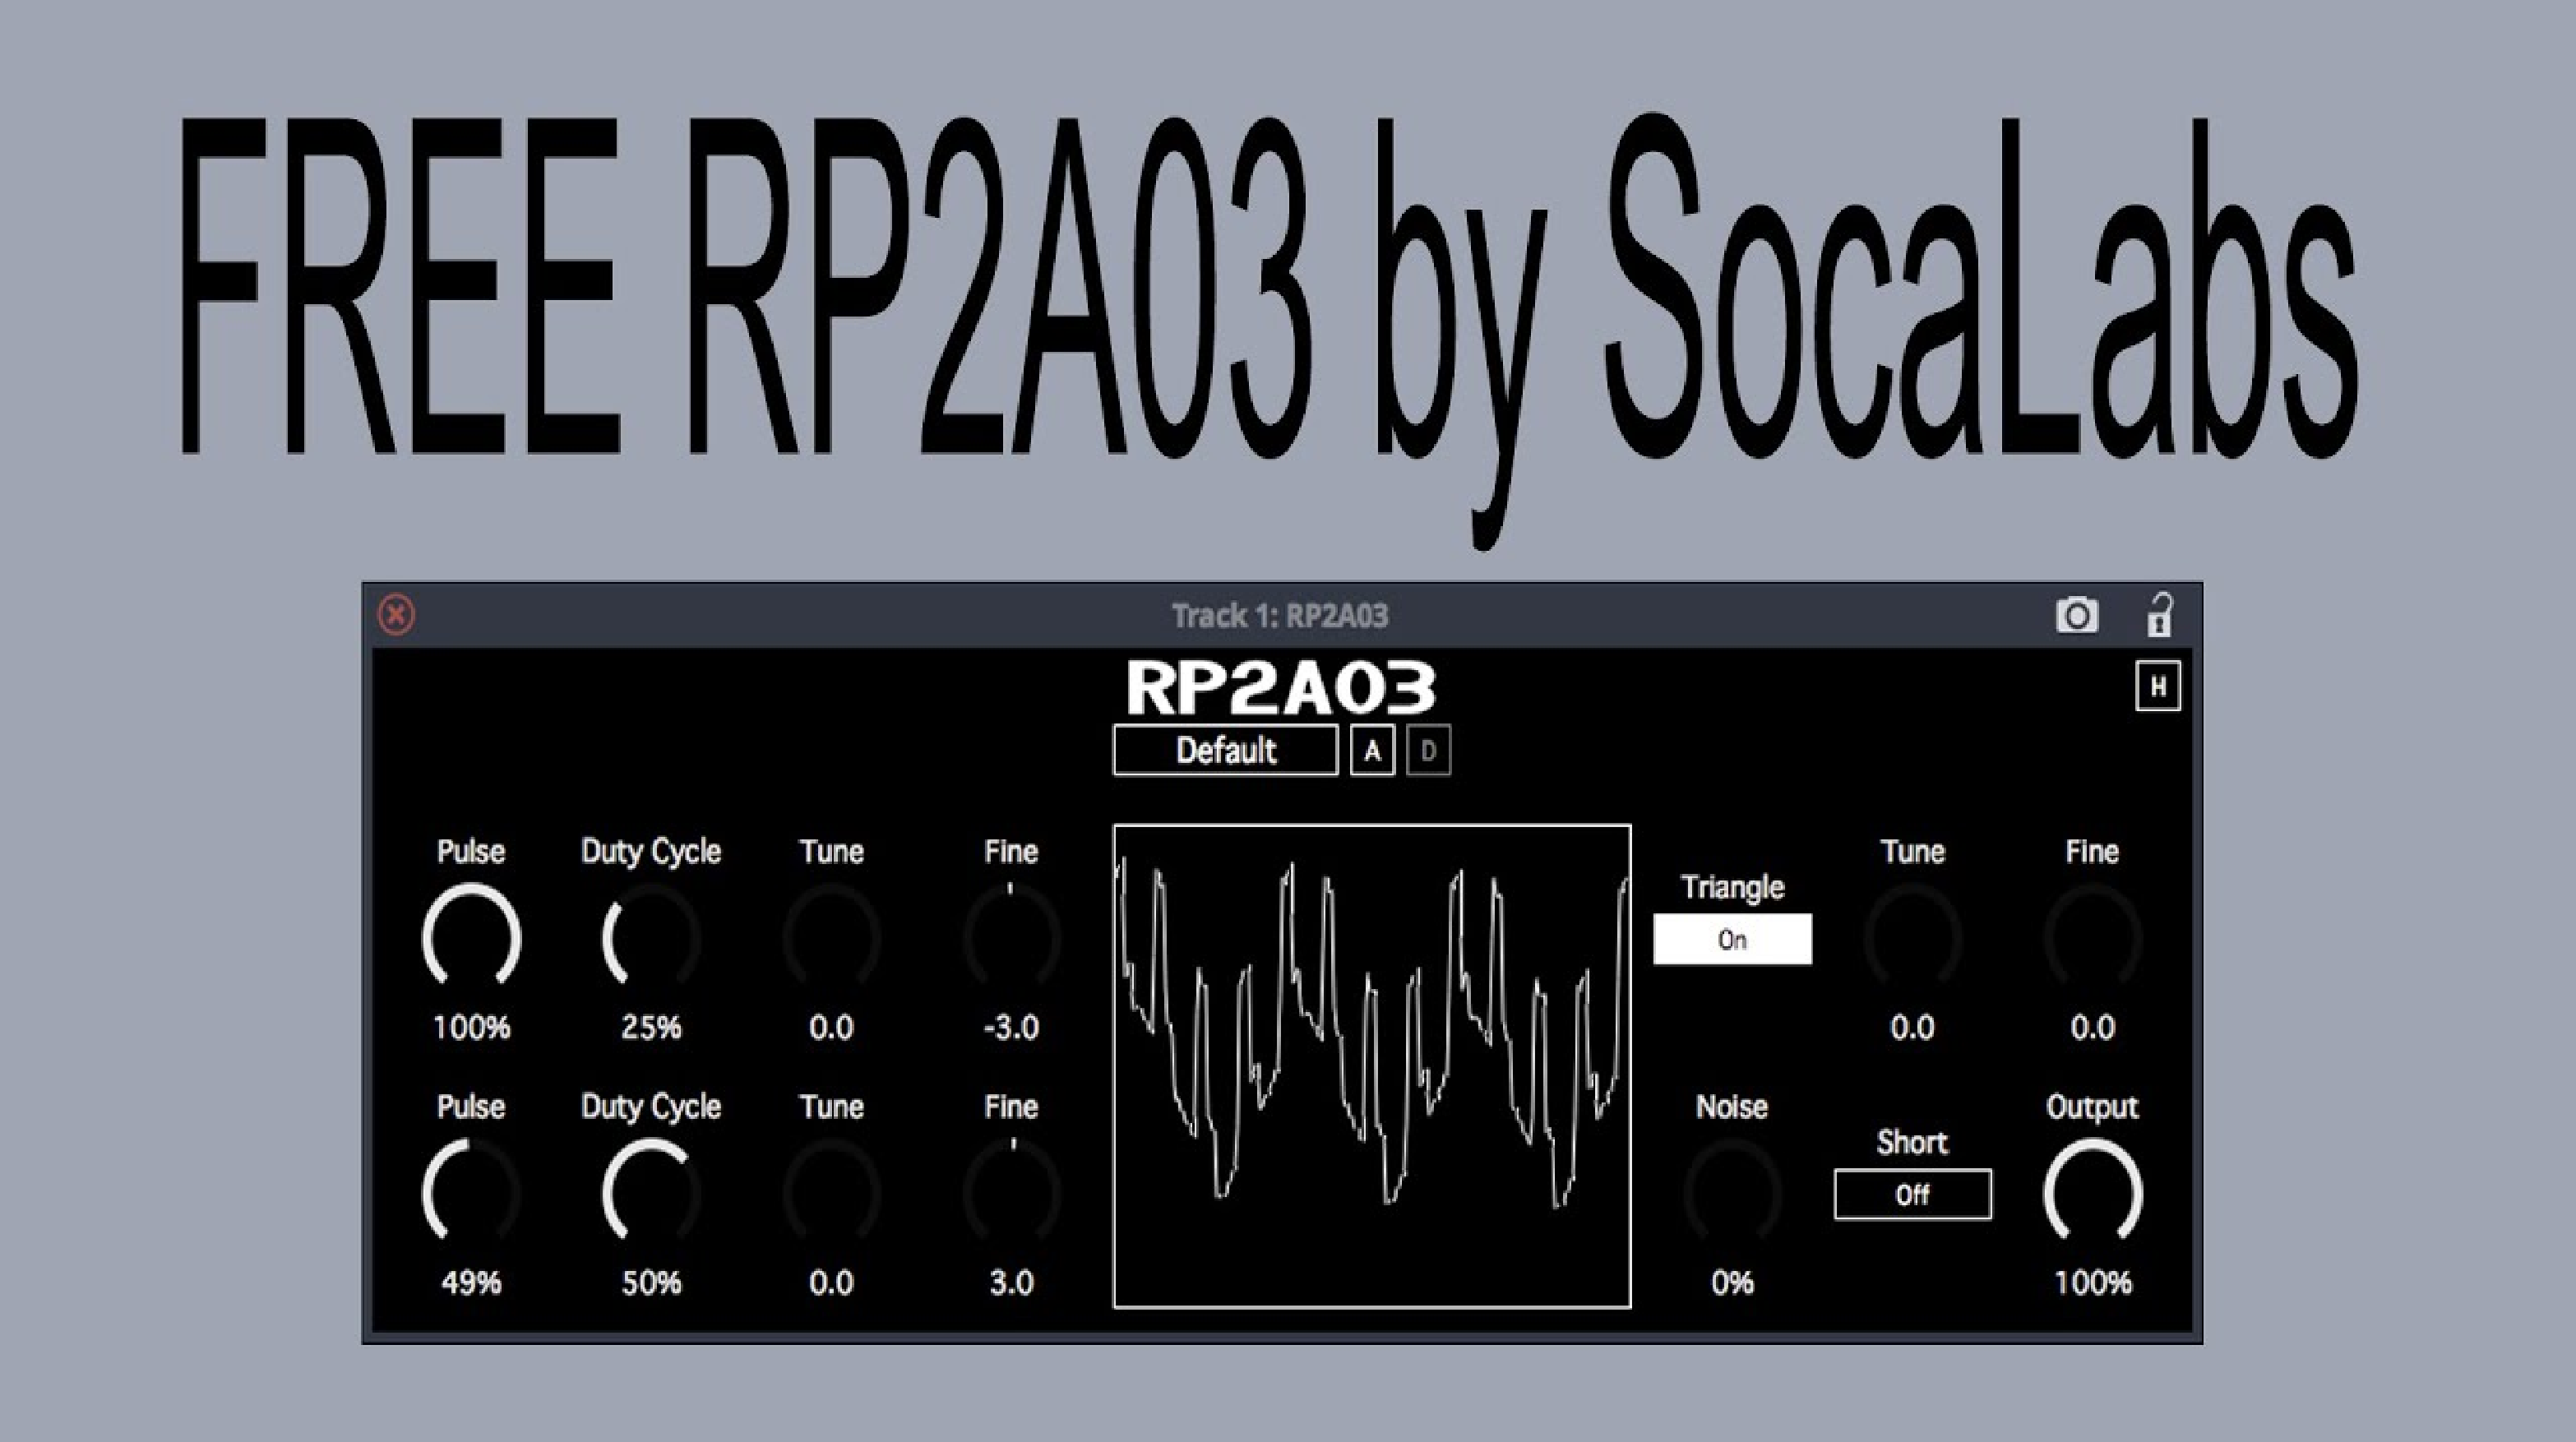 FREE RP2A03 by SocaLabs
Track 1: RP2A03
RP2A03
H
Default A D
Pulse Duty Cycle Tune Fine
100% 25% 0.0 -3.0
Pulse Duty Cycle Tune Fine
49% 50% 0.0 3.0
Triangle
On
Tune Fine
0.0 0.0
Noise
0%
Short
Off
Output
100%